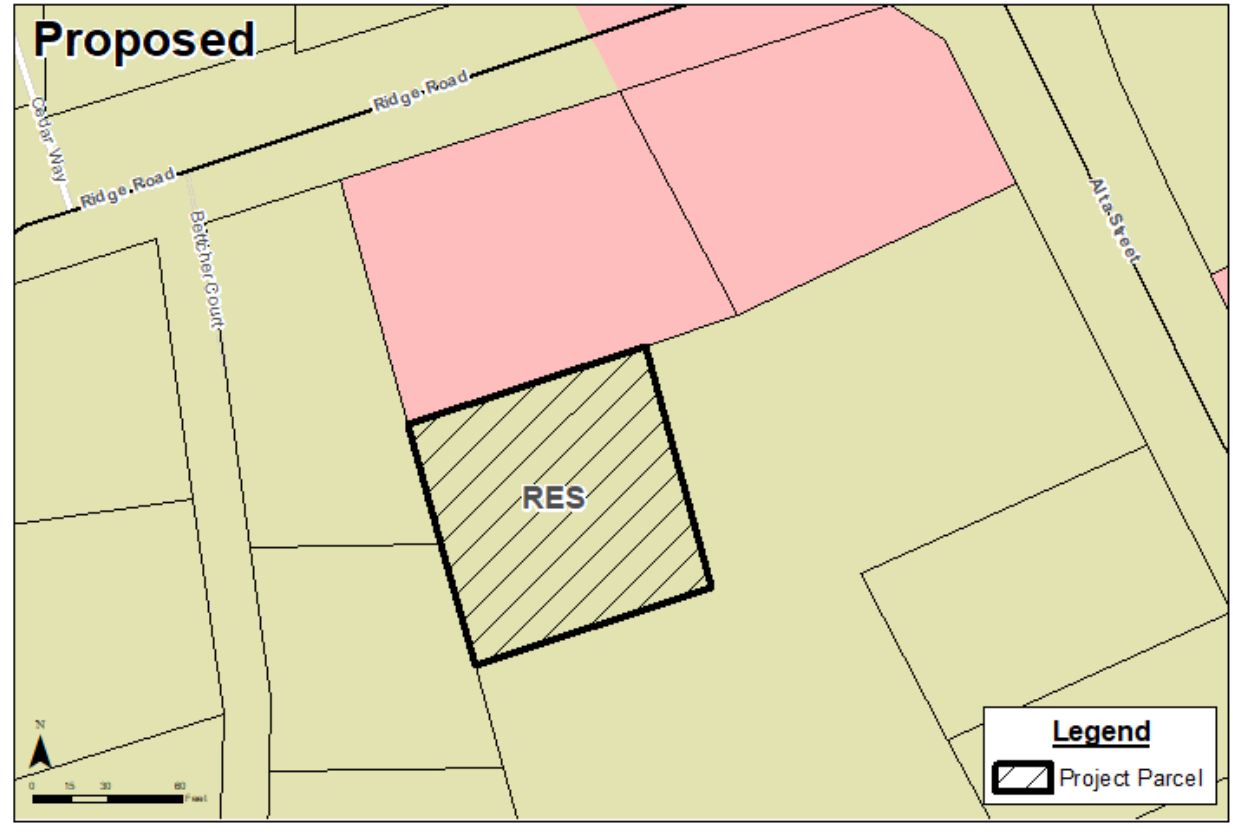 Proposed
Ridge Road
Cedar Way
Ridge Road
Bettcher Court
Alta Street
RES
N
0 15 30 60
Feet
Legend
Project Parcel